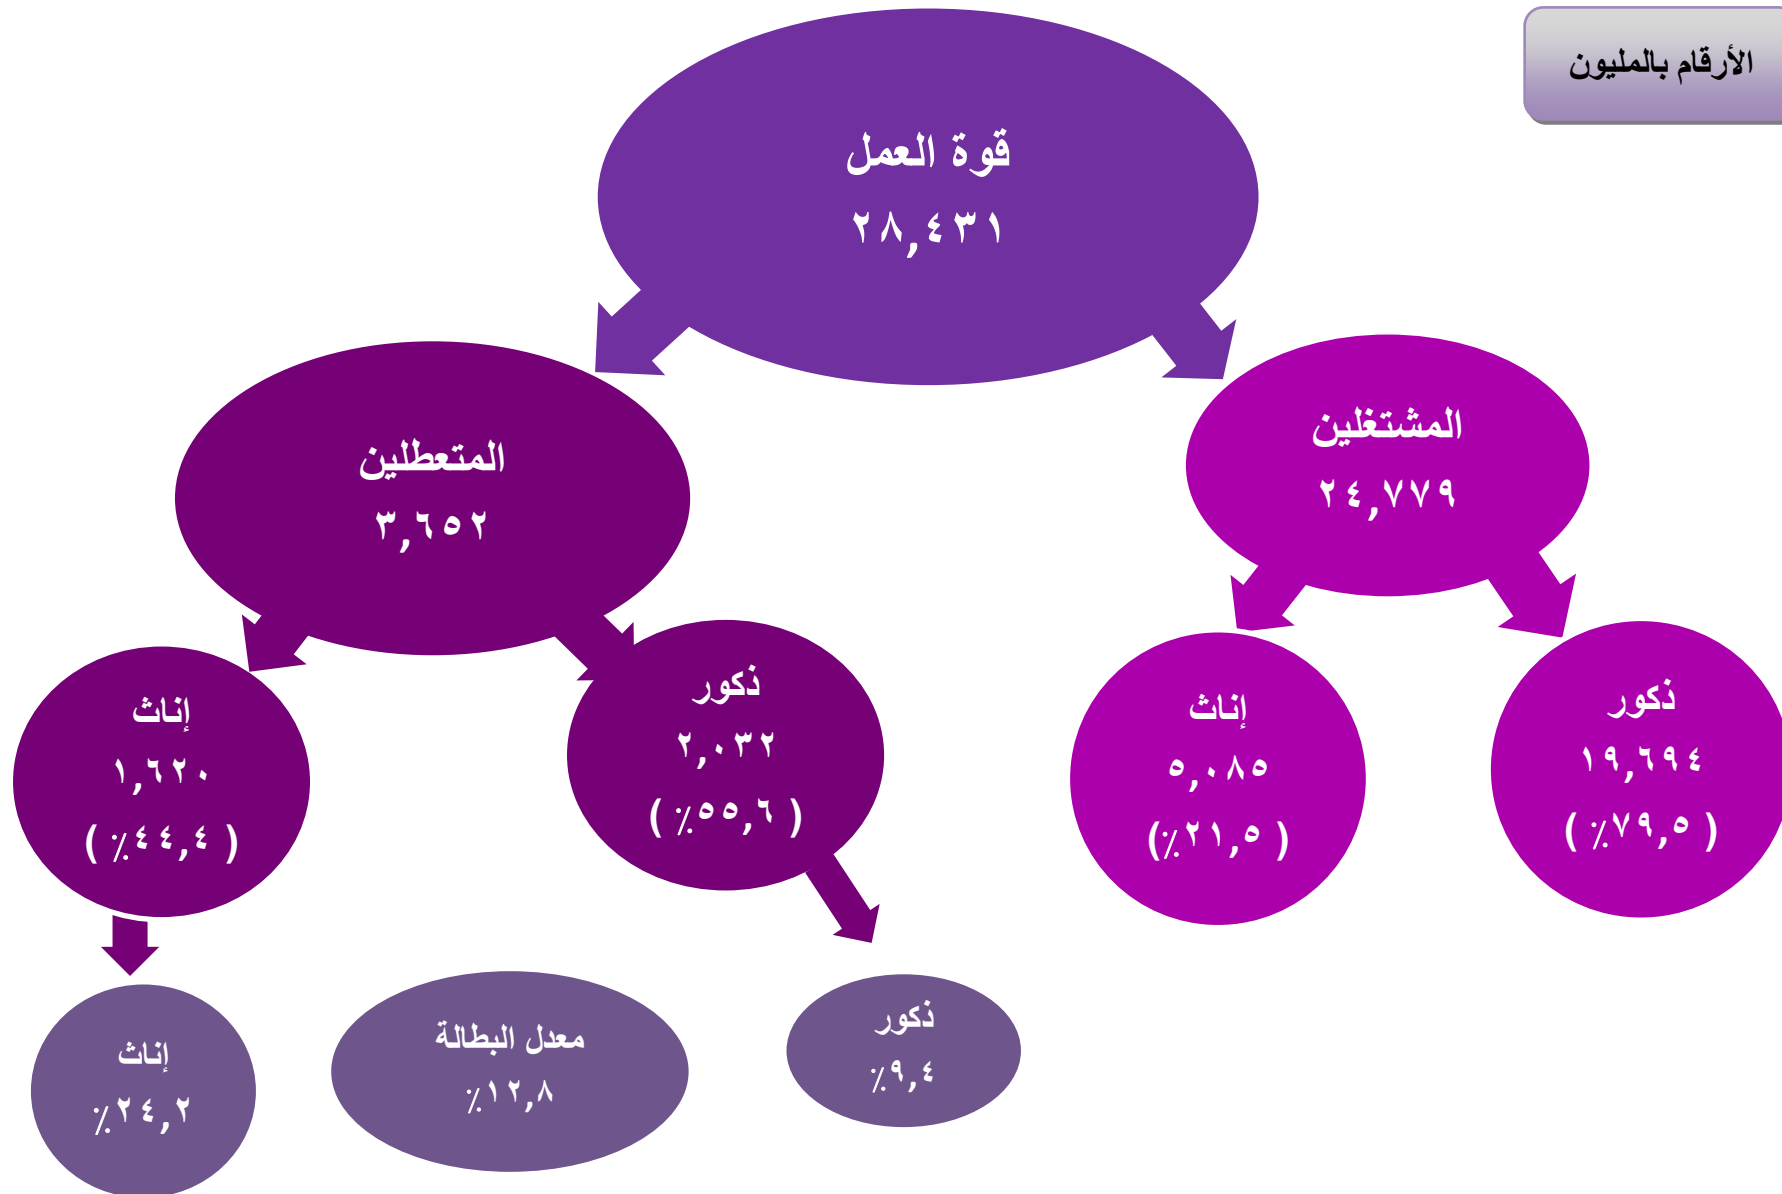 الأرقام بالمليون
قوة العمل
٢٨,٤٣١
المشتغلين
٢٤,٧٧٩
المتعطلين
٣,٦٥٢
ذكور
١٩,٦٩٤
( ٧٩,٥٪ )
إناث
٥,٠٨٥
( ٢١,٥٪)
ذكور
٢,٠٣٢
( ٥٥,٦٪ )
إناث
١,٦٢٠
( ٤٤,٤٪ )
ذكور
٩,٤٪
معدل البطالة
١٢,٨٪
إناث
٢٤,٢٪